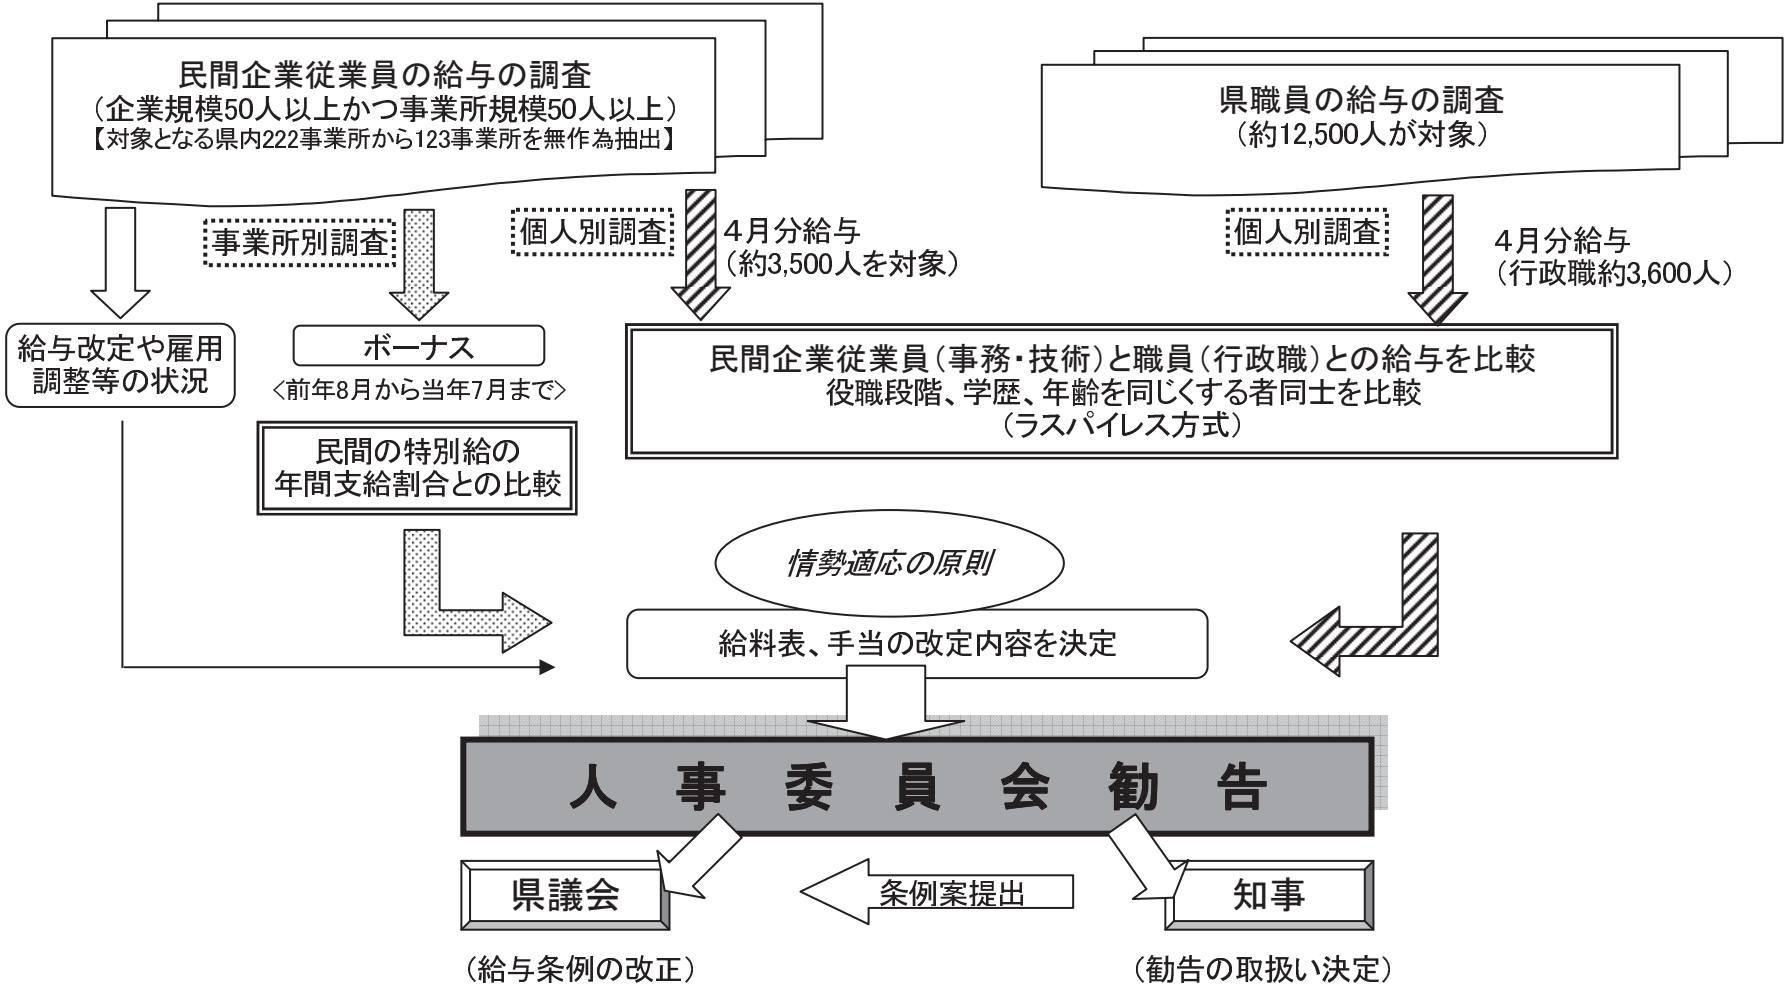 民間企業従業員の給与の調査
（企業規模50人以上かつ事業所規模50人以上）
【対象となる県内222事業所から123事業所を無作為抽出】
県職員の給与の調査
（約12,500人が対象）
事業所別調査
個人別調査
４月分給与
（約3,500人を対象）
個人別調査
４月分給与
（行政職約3,600人）
給与改定や雇用
調整等の状況
ボーナス
<前年8月から当年7月まで>
民間の特別給の
年間支給割合との比較
民間企業従業員（事務・技術）と職員（行政職）との給与を比較
役職段階、学歴、年齢を同じくする者同士を比較
（ラスパイレス方式）
情勢適応の原則
給料表、手当の改定内容を決定
人事委員会勧告
県議会
条例案提出
知事
（給与条例の改正）
（勧告の取扱い決定）